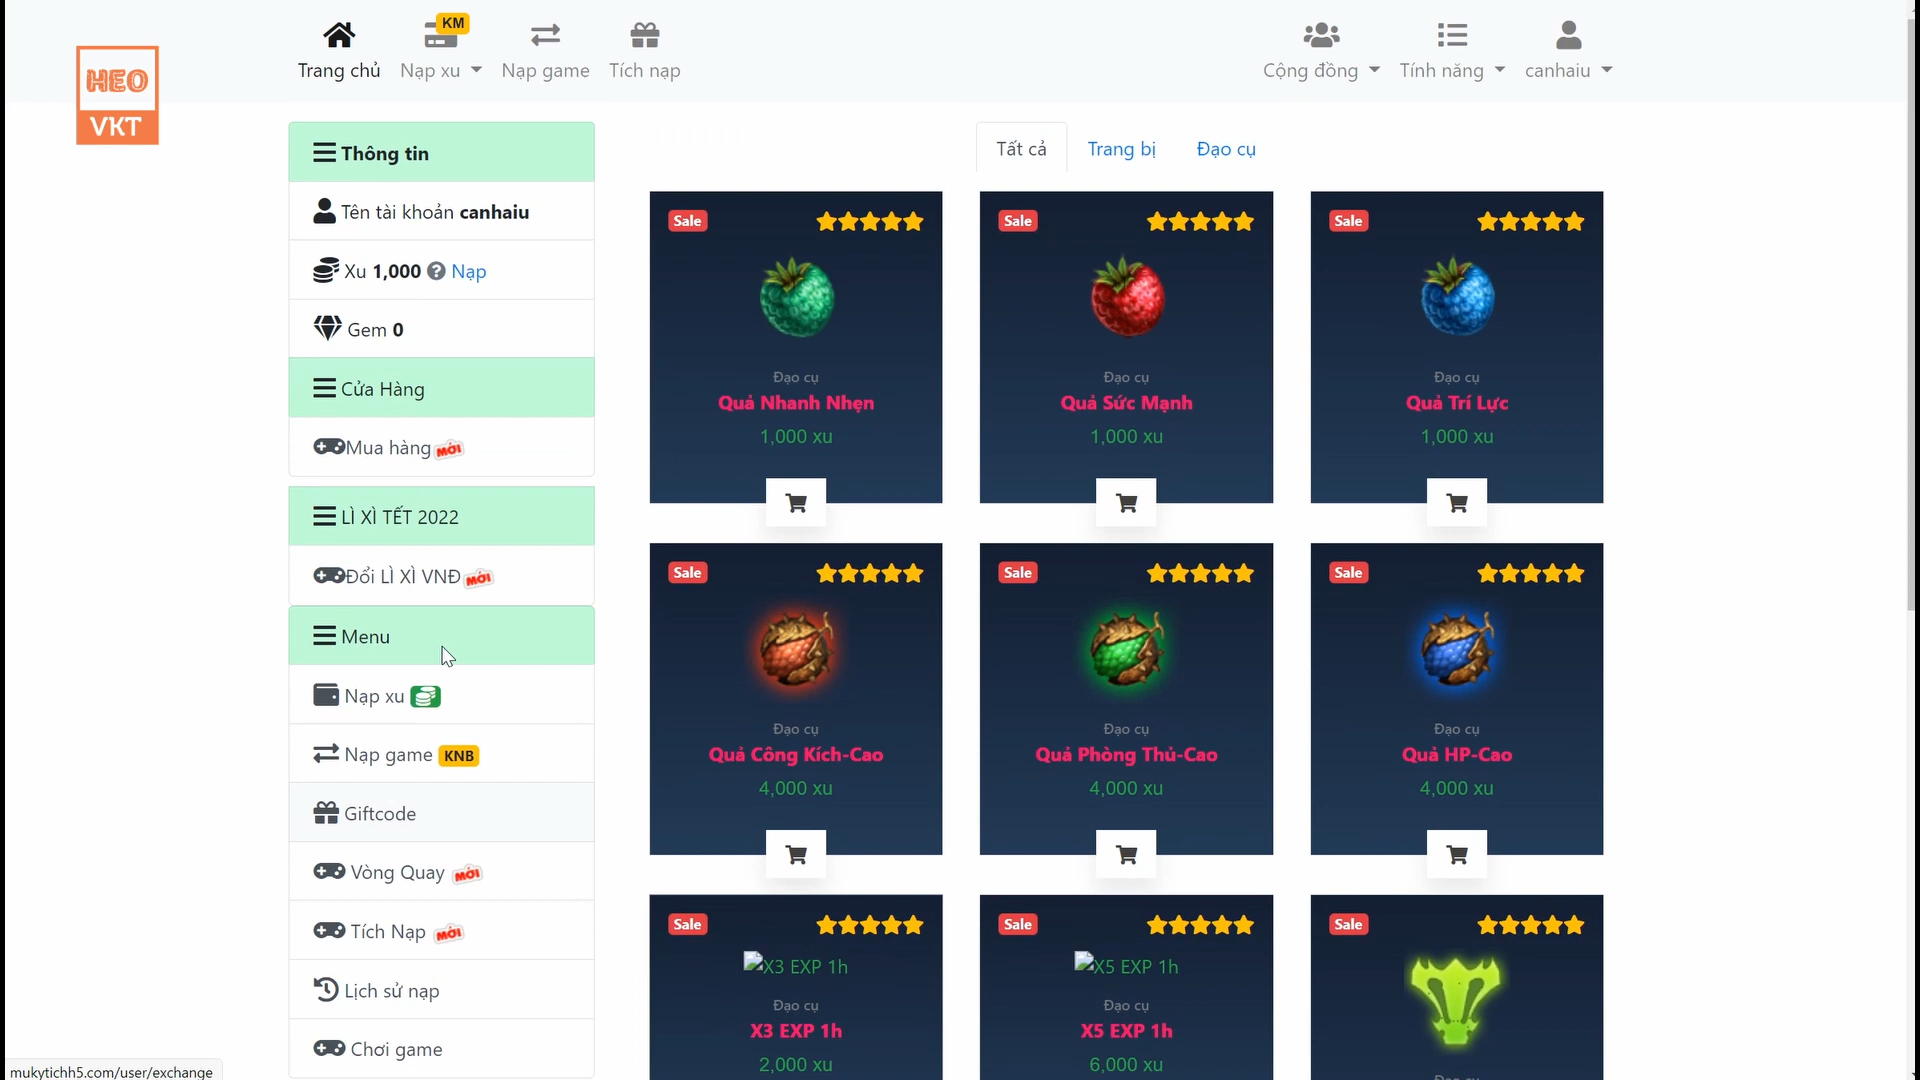 HEO
VKT
Trang chủ
KM
Nạp xu
Nạp game
Tích nạp
Cộng đồng
Tính năng
canhaiu
Thông tin
Tên tài khoản canhaiu
Xu 1,000 ? Nạp
Gem 0
Cửa Hàng
Mua hàng MỚI
LÌ XÌ TẾT 2022
Đổi LÌ XÌ VNĐ MỚI
Menu
Nạp xu
Nạp game KNB
Giftcode
Vòng Quay MỚI
Tích Nạp MỚI
Lịch sử nạp
Chơi game
Tất cả
Trang bị
Đạo cụ
Sale
Đạo cụ
Quả Nhanh Nhẹn
1,000 xu
Sale
Đạo cụ
Quả Sức Mạnh
1,000 xu
Sale
Đạo cụ
Quả Trí Lực
1,000 xu
Sale
Đạo cụ
Quả Công Kích-Cao
4,000 xu
Sale
Đạo cụ
Quả Phòng Thủ-Cao
4,000 xu
Sale
Đạo cụ
Quả HP-Cao
4,000 xu
Sale
X3 EXP 1h
Đạo cụ
X3 EXP 1h
2,000 xu
Sale
X5 EXP 1h
Đạo cụ
X5 EXP 1h
6,000 xu
Sale
mukytichh5.com/user/exchange